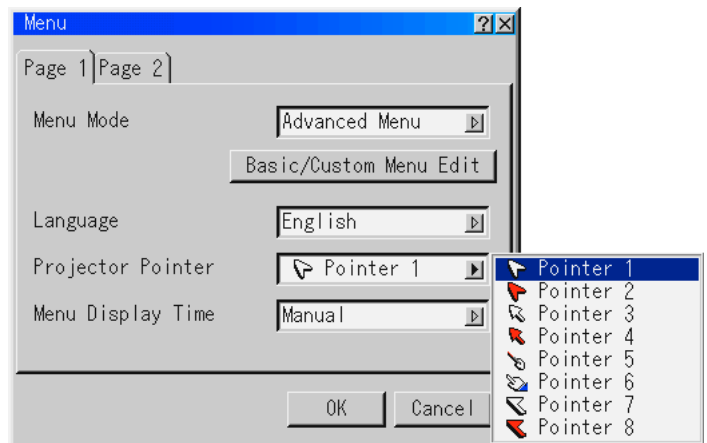 Menu
Page 1 Page 2
Menu Mode Advanced Menu
Basic/Custom Menu Edit
Language English
Projector Pointer Pointer 1
Menu Display Time Manual
OK Cancel
Pointer 1
Pointer 2
Pointer 3
Pointer 4
Pointer 5
Pointer 6
Pointer 7
Pointer 8